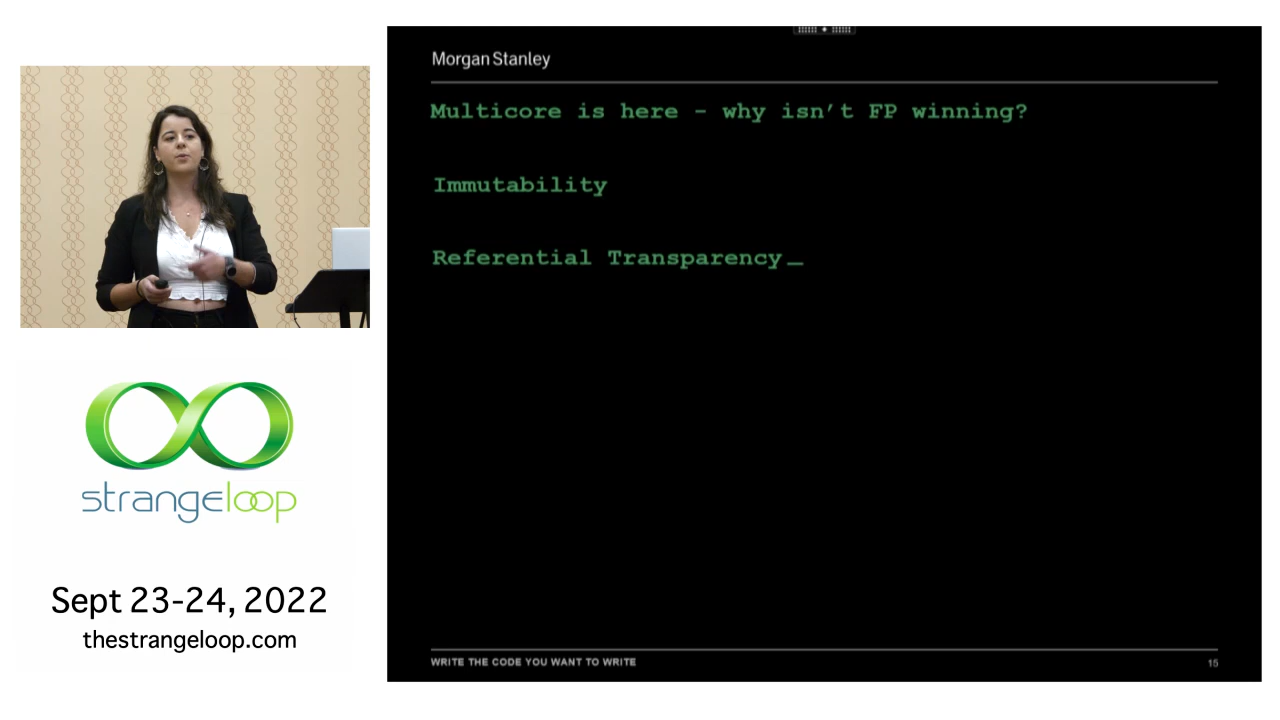 Morgan Stanley
Multicore is here – why isn’t FP winning?
Immutability
Referential Transparency_
WRITE THE CODE YOU WANT TO WRITE
15
strangeloop
Sept 23-24, 2022
thestrangeloop.com